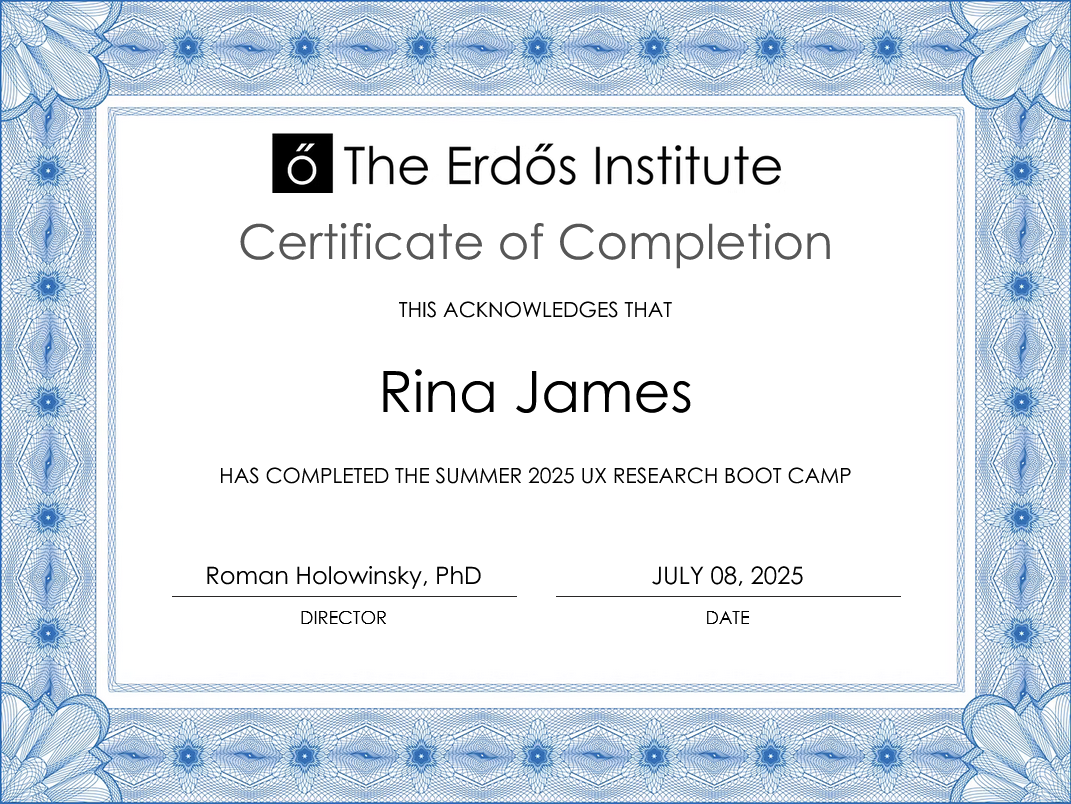 ő The Erdős Institute
Certificate of Completion
THIS ACKNOWLEDGES THAT
Rina James
HAS COMPLETED THE SUMMER 2025 UX RESEARCH BOOT CAMP
Roman Holowinsky, PhD
JULY 08, 2025
DIRECTOR
DATE